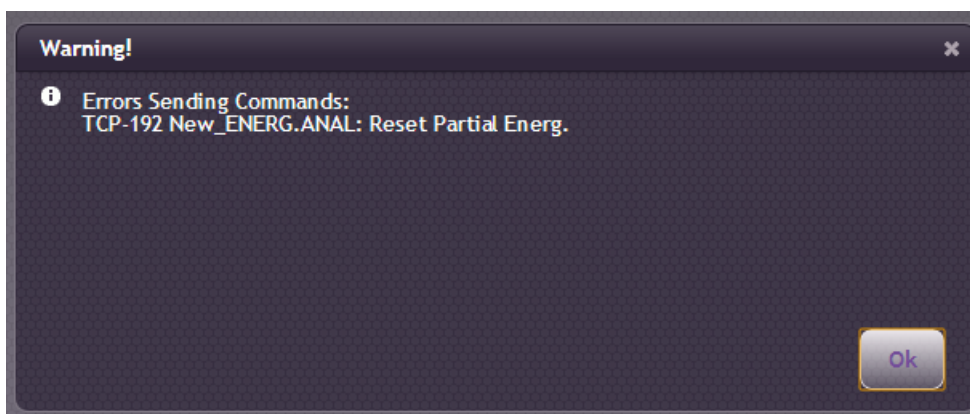 Warning!
Errors Sending Commands:
TCP-192 New_ENERG.ANAL: Reset Partial Energ.
Ok